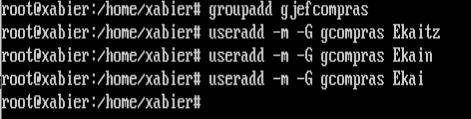 root@xabier:/home/xabier# groupadd gjefcompras
root@xabier:/home/xabier# useradd -m -G gcompras Ekaitz
root@xabier:/home/xabier# useradd -m -G gcompras Ekain
root@xabier:/home/xabier# useradd -m -G gcompras Ekai
root@xabier:/home/xabier#